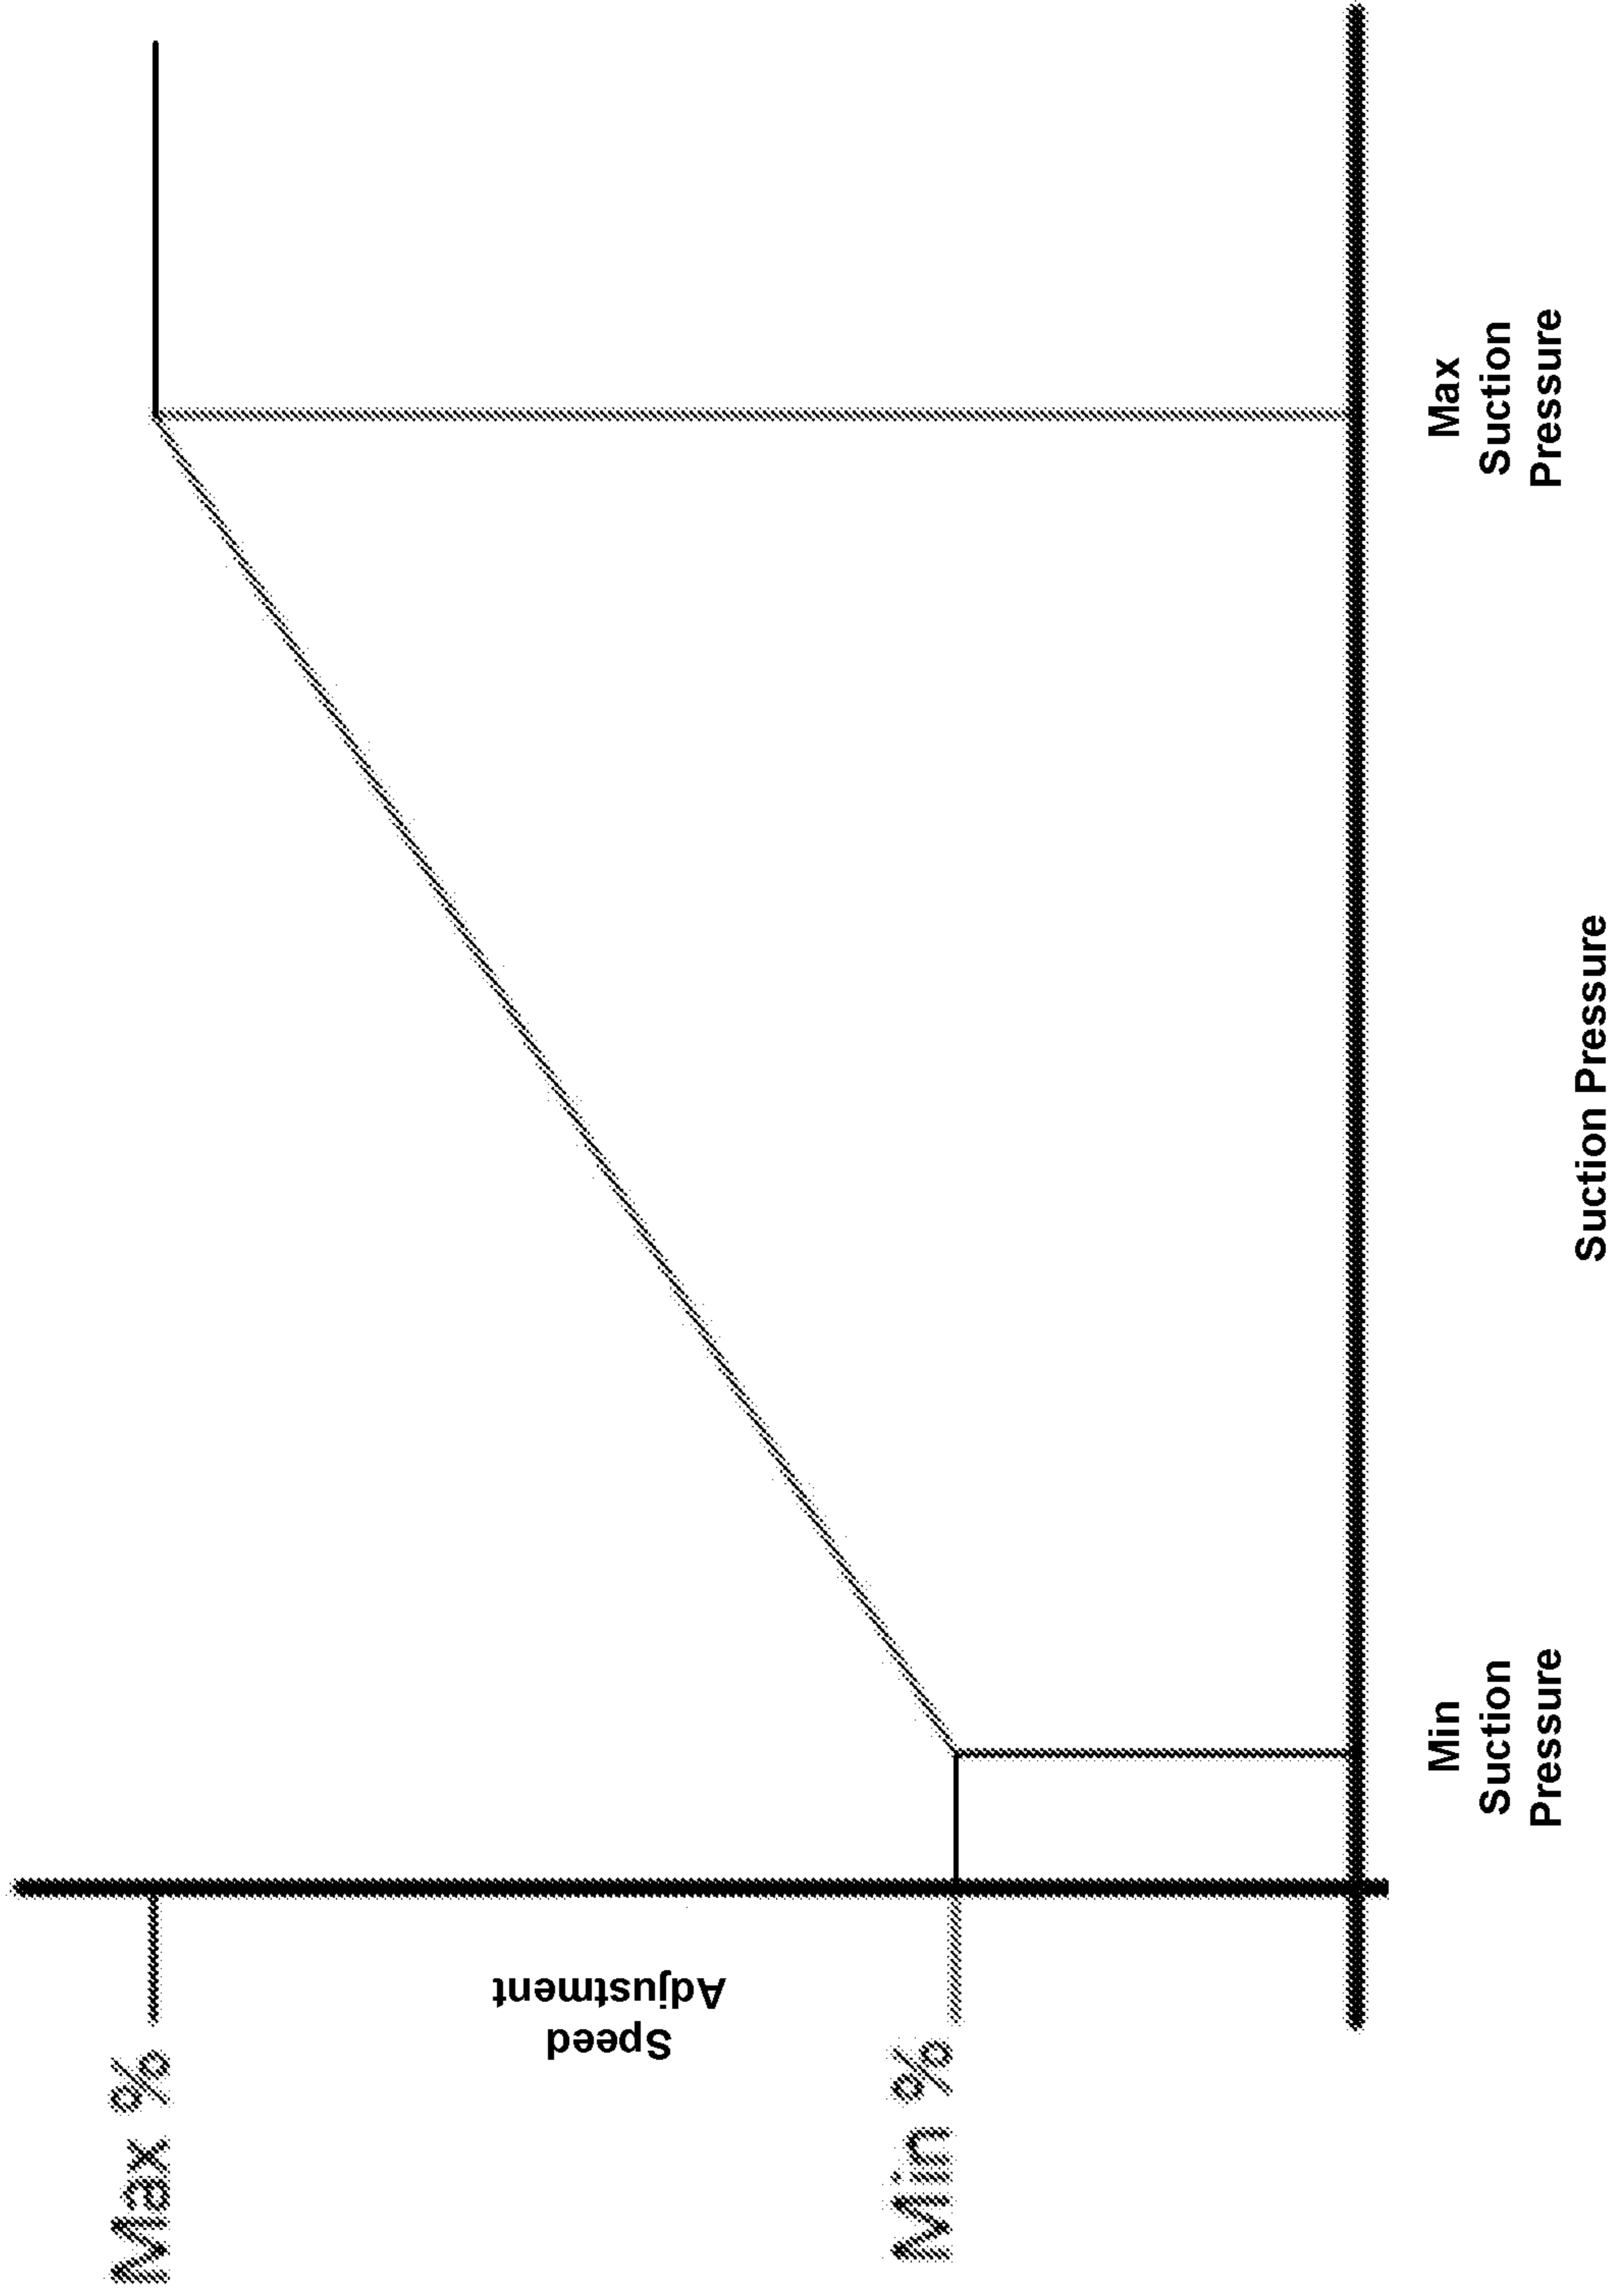 Max %
Speed
Adjustment
Min %
Min
Suction
Pressure
Max
Suction
Pressure
Suction Pressure